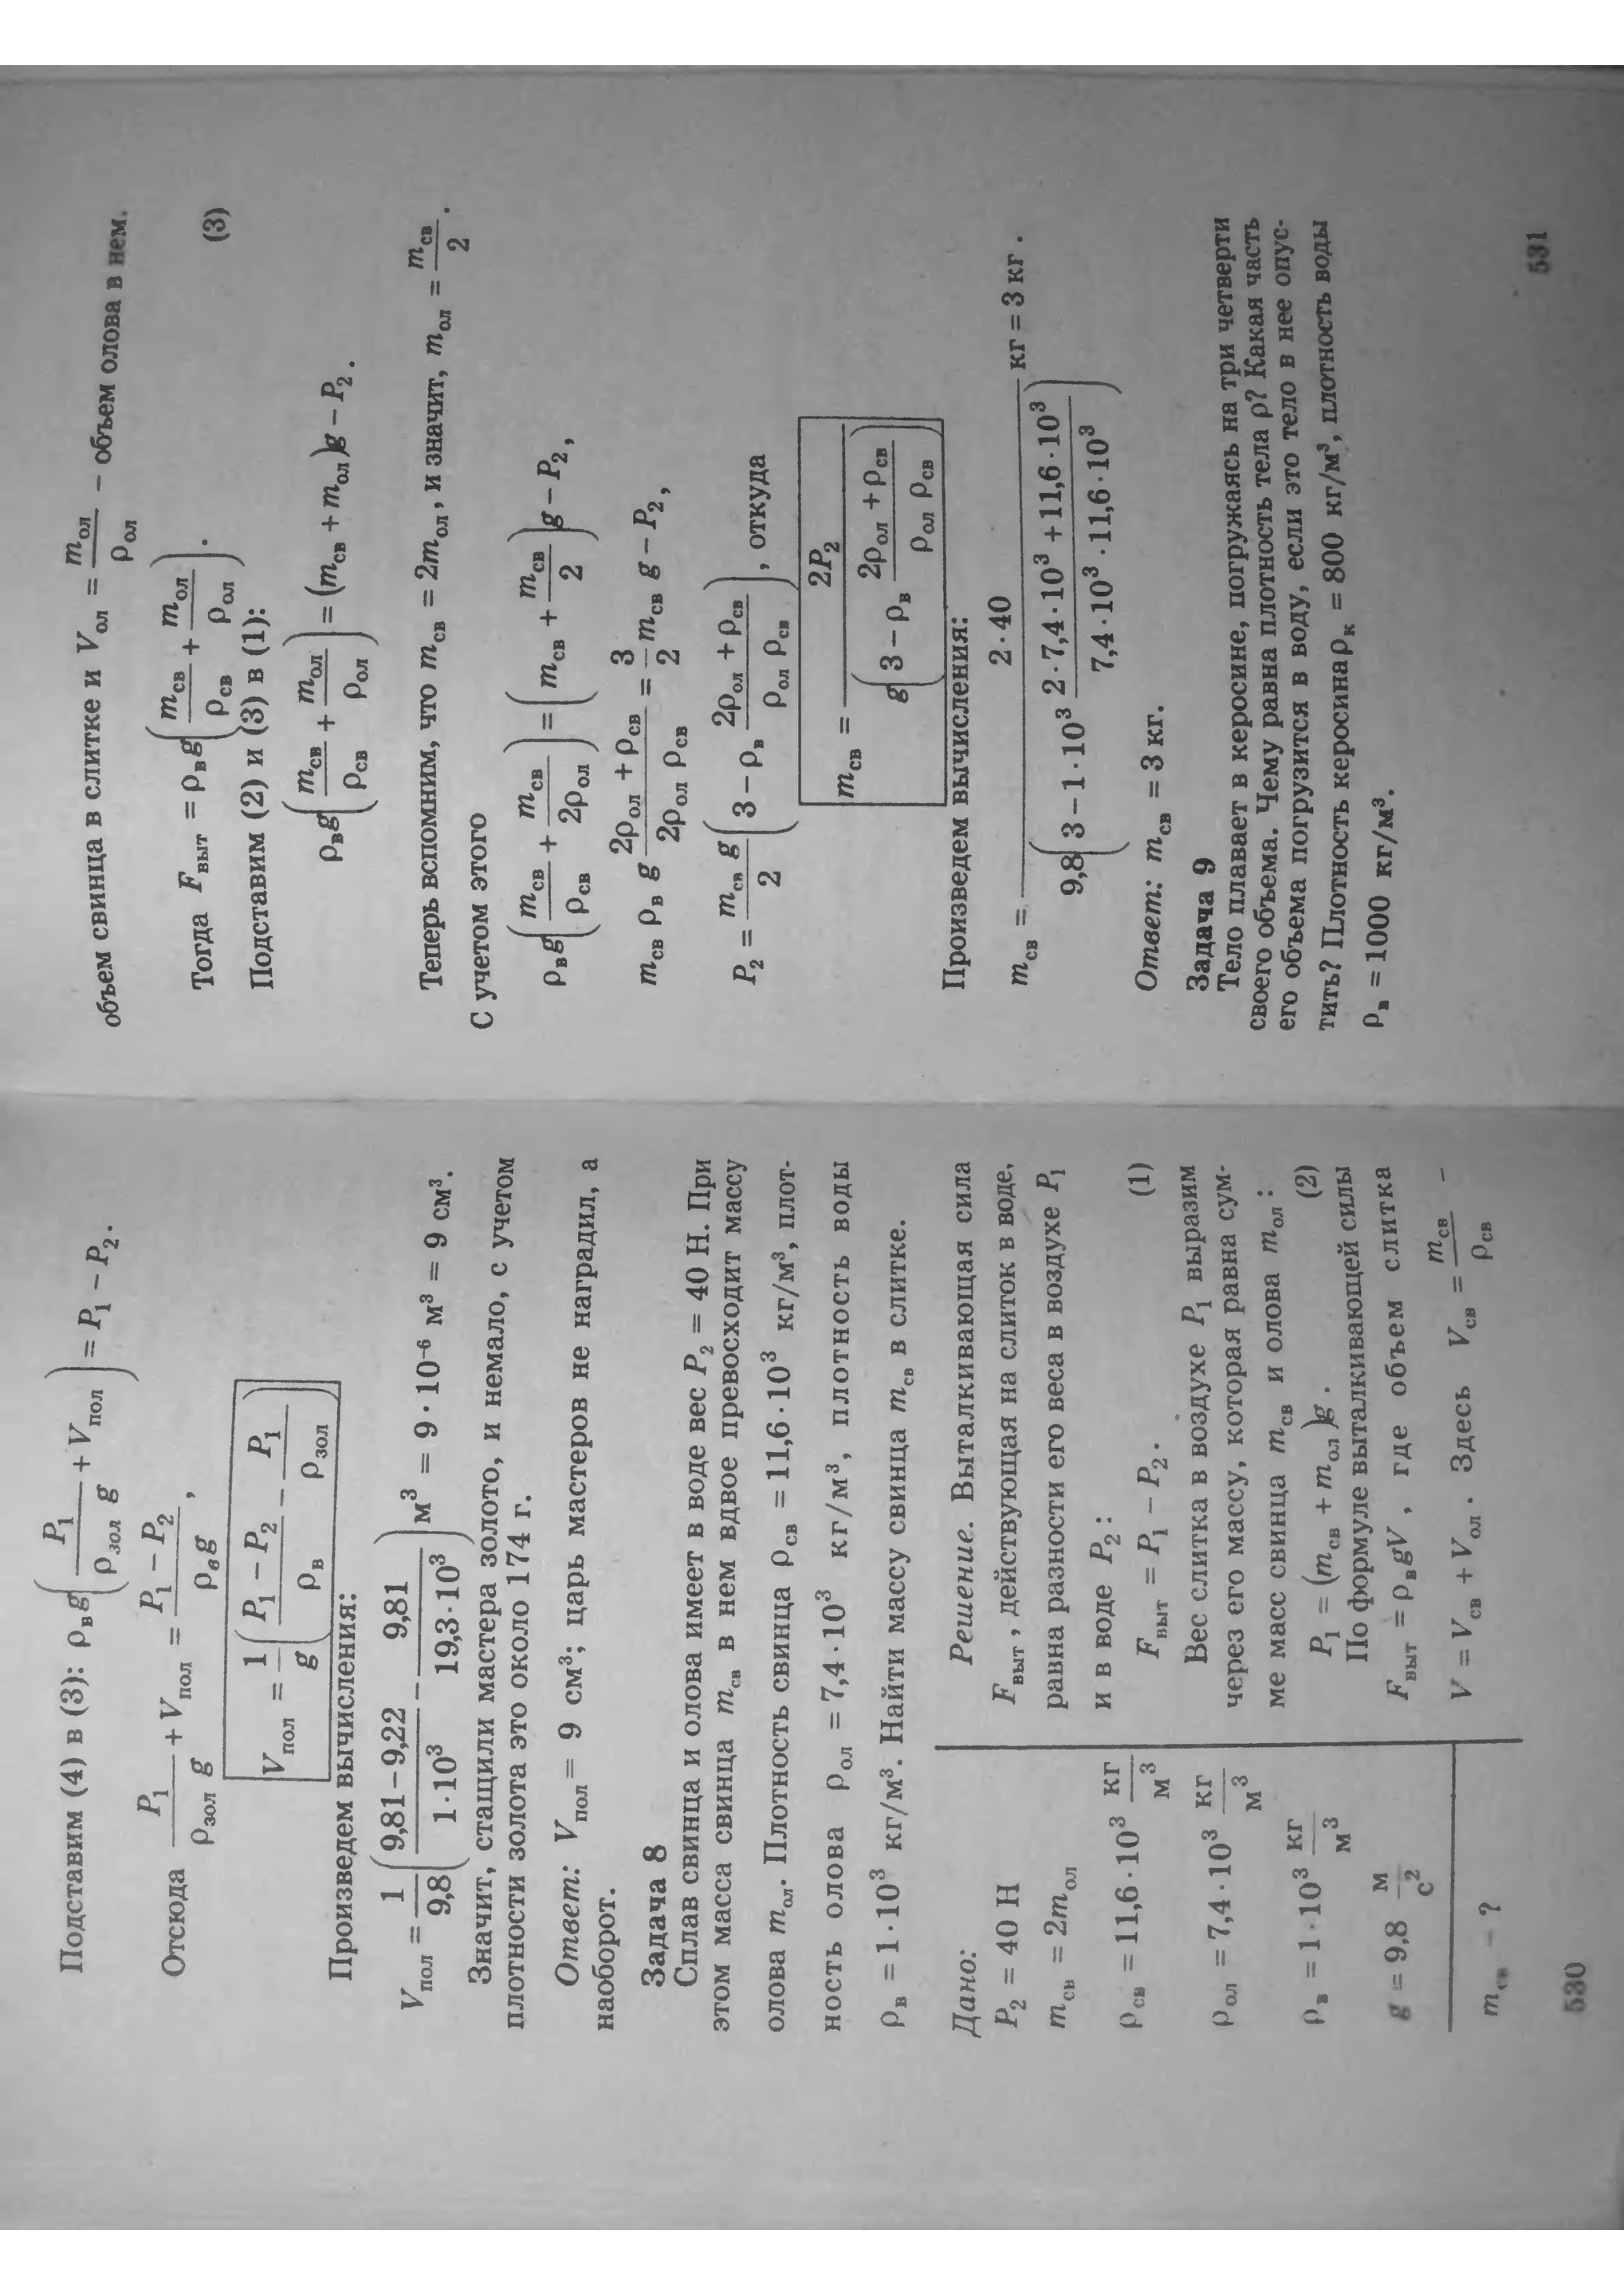 Подставим (4) в (3): ρ_в g (P₁/(ρ_зол g) + V_пол) = P₁ − P₂.
Отсюда P₁/(ρ_зол g) + V_пол = (P₁ − P₂)/(ρ_в g),
V_пол = 1/g ((P₁ − P₂)/ρ_в − P₁/ρ_зол)
Произведем вычисления:
V_пол = 1/9,8 ((9,81−9,22)/(1·10³) − 9,81/(19,3·10³)) м³ = 9·10⁻⁶ м³ = 9 см³.
Значит, стащили мастера золото, и немало, с учетом
плотности золота это около 174 г.
Ответ: V_пол = 9 см³; царь мастеров не наградил, а
наоборот.
Задача 8
Сплав свинца и олова имеет в воде вес P₂ = 40 Н. При
этом масса свинца m_св в нем вдвое превосходит массу
олова m_ол. Плотность свинца ρ_св = 11,6·10³ кг/м³, плот-
ность олова ρ_ол = 7,4·10³ кг/м³, плотность воды
ρ_в = 1·10³ кг/м³. Найти массу свинца m_св в слитке.
Дано:
P₂ = 40 Н
m_св = 2m_ол
ρ_св = 11,6·10³ кг/м³
ρ_ол = 7,4·10³ кг/м³
ρ_в = 1·10³ кг/м³
g = 9,8 м/с²
m_св − ?
Решение. Выталкивающая сила
F_выт, действующая на слиток в воде,
равна разности его веса в воздухе P₁
и в воде P₂:
F_выт = P₁ − P₂. (1)
Вес слитка в воздухе P₁ выразим
через его массу, которая равна сум-
ме масс свинца m_св и олова m_ол:
P₁ = (m_св + m_ол)g. (2)
По формуле выталкивающей силы
F_выт = ρ_в gV, где объем слитка
V = V_св + V_ол. Здесь V_св = m_св/ρ_св −
530
объем свинца в слитке и V_ол = m_ол/ρ_ол − объем олова в нем.
Тогда F_выт = ρ_в g (m_св/ρ_св + m_ол/ρ_ол). (3)
Подставим (2) и (3) в (1):
ρ_в g (m_св/ρ_св + m_ол/ρ_ол) = (m_св + m_ол)g − P₂.
Теперь вспомним, что m_св = 2m_ол, и значит, m_ол = m_св/2.
С учетом этого
ρ_в g (m_св/ρ_св + m_св/(2ρ_ол)) = (m_св + m_св/2)g − P₂,
m_св ρ_в g (2ρ_ол + ρ_св)/(2ρ_ол ρ_св) = 3/2 m_св g − P₂,
P₂ = (m_св g)/2 (3 − ρ_в (2ρ_ол + ρ_св)/(ρ_ол ρ_св)), откуда
m_св = 2P₂/(g(3 − ρ_в (2ρ_ол + ρ_св)/(ρ_ол ρ_св)))
Произведем вычисления:
m_св = 2·40/(9,8(3 − 1·10³ (2·7,4·10³ + 11,6·10³)/(7,4·10³·11,6·10³))) кг = 3 кг.
Ответ: m_св = 3 кг.
Задача 9
Тело плавает в керосине, погружаясь на три четверти
своего объема. Чему равна плотность тела ρ? Какая часть
его объема погрузится в воду, если это тело в нее опус-
тить? Плотность керосина ρ_к = 800 кг/м³, плотность воды
ρ_в = 1000 кг/м³.
531